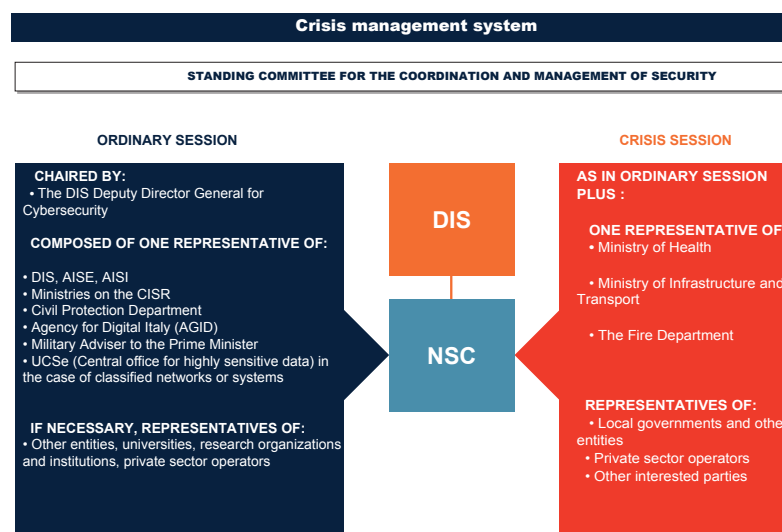 Crisis management system
STANDING COMMITTEE FOR THE COORDINATION AND MANAGEMENT OF SECURITY
ORDINARY SESSION
CHAIRED BY:
• The DIS Deputy Director General for
Cybersecurity
COMPOSED OF ONE REPRESENTATIVE OF:
• DIS, AISE, AISI
• Ministries on the CISR
• Civil Protection Department
• Agency for Digital Italy (AGID)
• Military Adviser to the Prime Minister
• UCSe (Central office for highly sensitive data) in
the case of classified networks or systems
IF NECESSARY, REPRESENTATIVES OF:
• Other entities, universities, research organizations
and institutions, private sector operators
DIS
NSC
CRISIS SESSION
AS IN ORDINARY SESSION
PLUS :
ONE REPRESENTATIVE OF
• Ministry of Health
• Ministry of Infrastructure and
Transport
• The Fire Department
REPRESENTATIVES OF:
• Local governments and othe
entities
• Private sector operators
• Other interested parties